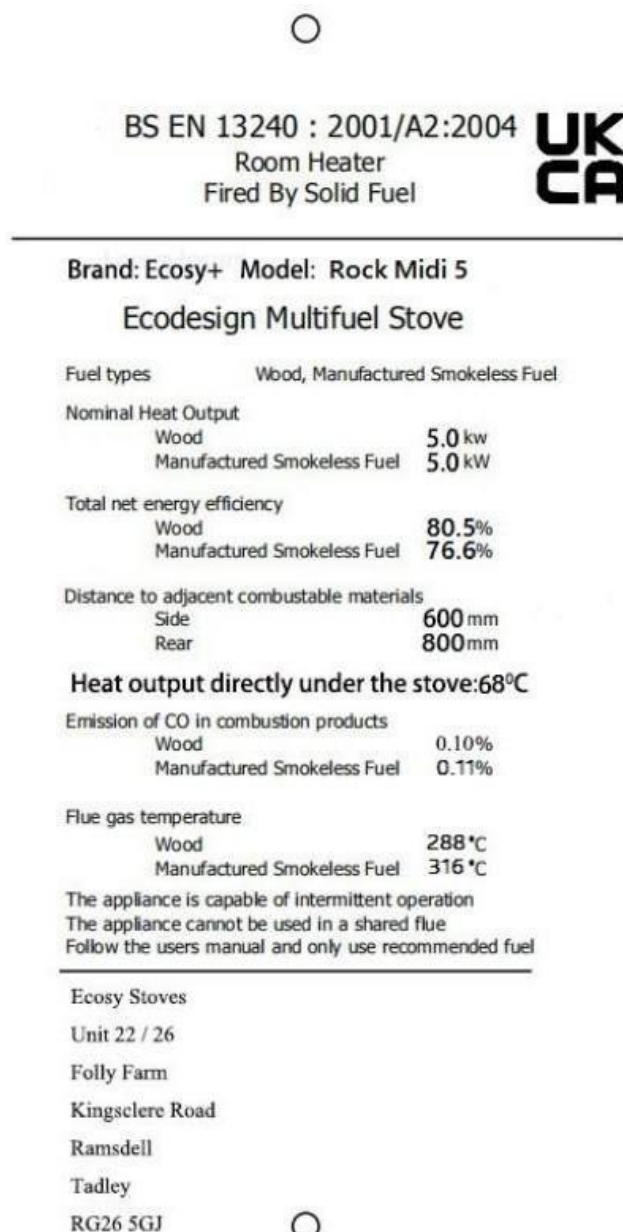 BS EN 13240 : 2001/A2:2004
UK
CA
Room Heater
Fired By Solid Fuel
Brand: Ecosy+ Model: Rock Midi 5
Ecodesign Multifuel Stove
Fuel types Wood, Manufactured Smokeless Fuel
Nominal Heat Output
Wood 5.0 kw
Manufactured Smokeless Fuel 5.0 kW
Total net energy efficiency
Wood 80.5%
Manufactured Smokeless Fuel 76.6%
Distance to adjacent combustable materials
Side 600 mm
Rear 800mm
Heat output directly under the stove:68⁰C
Emission of CO in combustion products
Wood 0.10%
Manufactured Smokeless Fuel 0.11%
Flue gas temperature
Wood 288°C
Manufactured Smokeless Fuel 316°C
The appliance is capable of intermittent operation
The appliance cannot be used in a shared flue
Follow the users manual and only use recommended fuel
Ecosy Stoves
Unit 22 / 26
Folly Farm
Kingsclere Road
Ramsdell
Tadley
RG26 5GJ